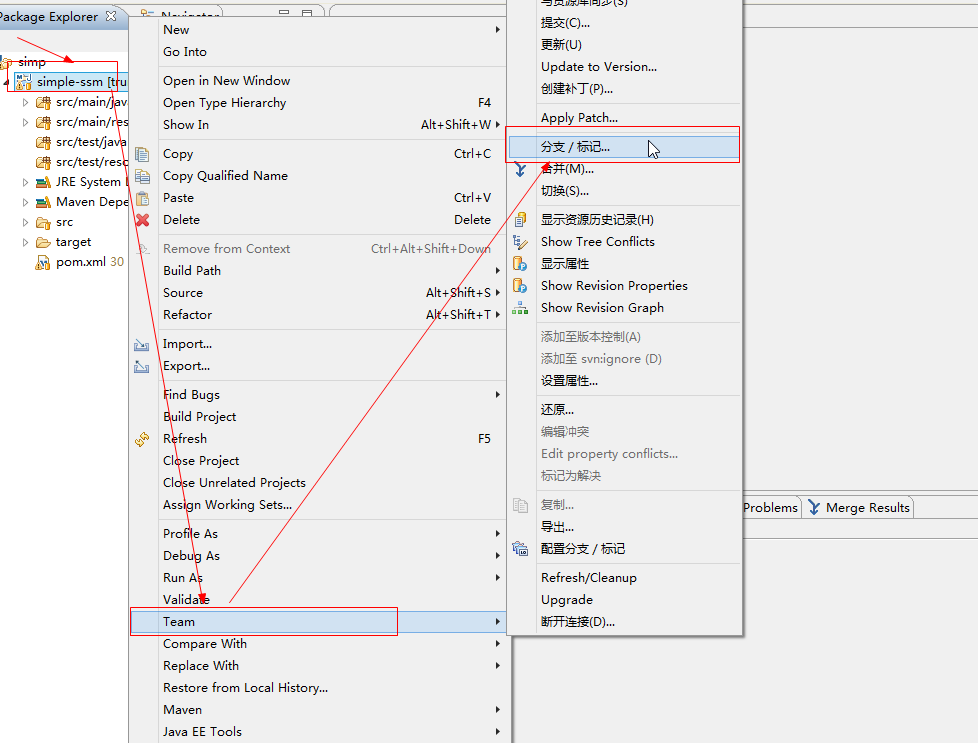 Package Explorer
Navigator
simp
simple-ssm [tru
src/main/jav
src/main/res
src/test/java
src/test/reso
JRE System L
Maven Depe
src
target
pom.xml 30
New
Go Into
Open in New Window
Open Type Hierarchy F4
Show In Alt+Shift+W
Copy Ctrl+C
Copy Qualified Name
Paste Ctrl+V
Delete Delete
Remove from Context Ctrl+Alt+Shift+Down
Build Path
Source Alt+Shift+S
Refactor Alt+Shift+T
Import...
Export...
Find Bugs
Build Project
Refresh F5
Close Project
Close Unrelated Projects
Assign Working Sets...
Profile As
Debug As
Run As
Validate
Team
Compare With
Replace With
Restore from Local History...
Maven
Java EE Tools
与资源库同步(S)
提交(C)...
更新(U)
Update to Version...
创建补丁(P)...
Apply Patch...
分支 / 标记...
合并(M)...
切换(S)...
显示资源历史记录(H)
Show Tree Conflicts
显示属性
Show Revision Properties
Show Revision Graph
添加至版本控制(A)
添加至 svn:ignore (D)
设置属性...
还原...
编辑冲突
Edit property conflicts...
标记为解决
复制...
导出...
配置分支 / 标记
Refresh/Cleanup
Upgrade
断开连接(D)...
Problems
Merge Results